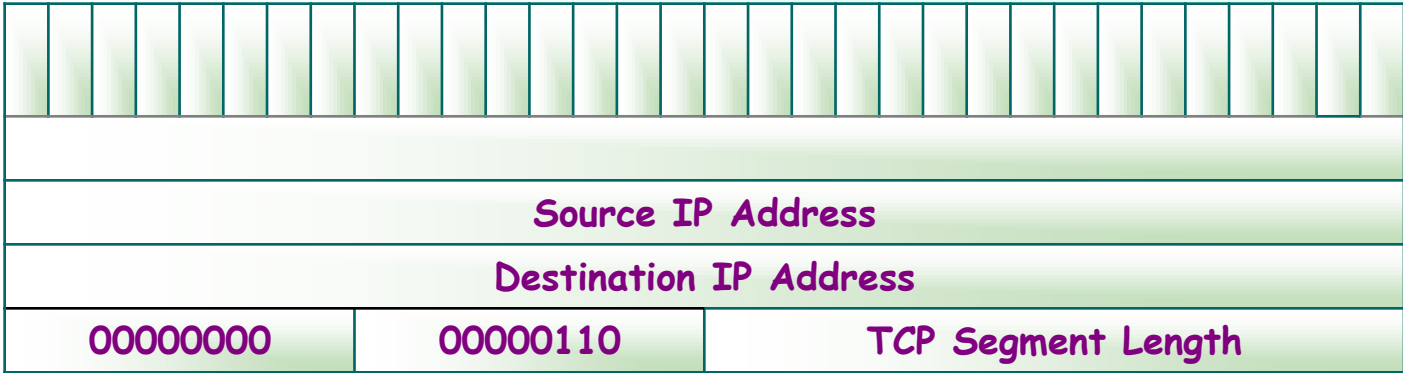 Source IP Address
Destination IP Address
00000000 00000110 TCP Segment Length